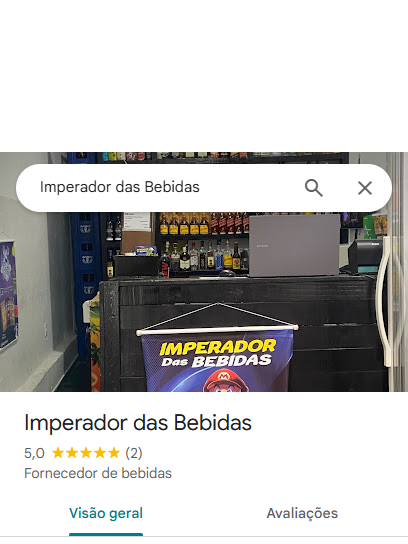 Imperador das Bebidas
IMPERADOR
Das BEBIDAS
Imperador das Bebidas
5,0 (2)
Fornecedor de bebidas
Visão geral
Avaliações